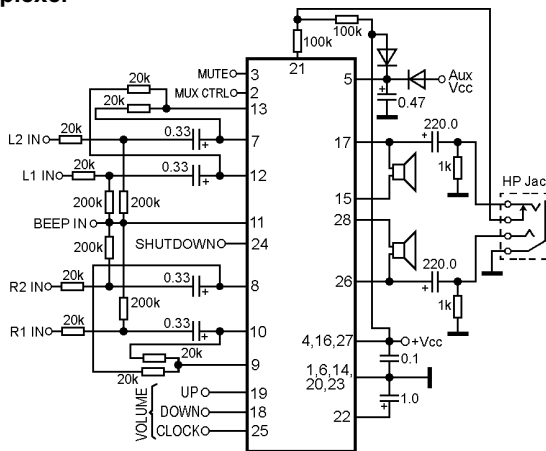 plexer
100k
100k
21
MUTE 3
MUX CTRL 2
20k
20k
13
5
Aux
Vcc
+ 0.47
L2 IN 20k 0.33 + 7
17
220.0
+
1k
HP Jac
L1 IN 20k 0.33 + 12
15
200k 200k
BEEP IN 11
28
200k
SHUTDOWN 24
R2 IN 20k 0.33 + 8
26
220.0
+
1k
200k
R1 IN 20k 0.33 + 10
4,16,27 +Vcc
0.1
20k
20k
9
1,6,14,
20,23
+ 1.0
22
VOLUME
UP 19
DOWN 18
CLOCK 25